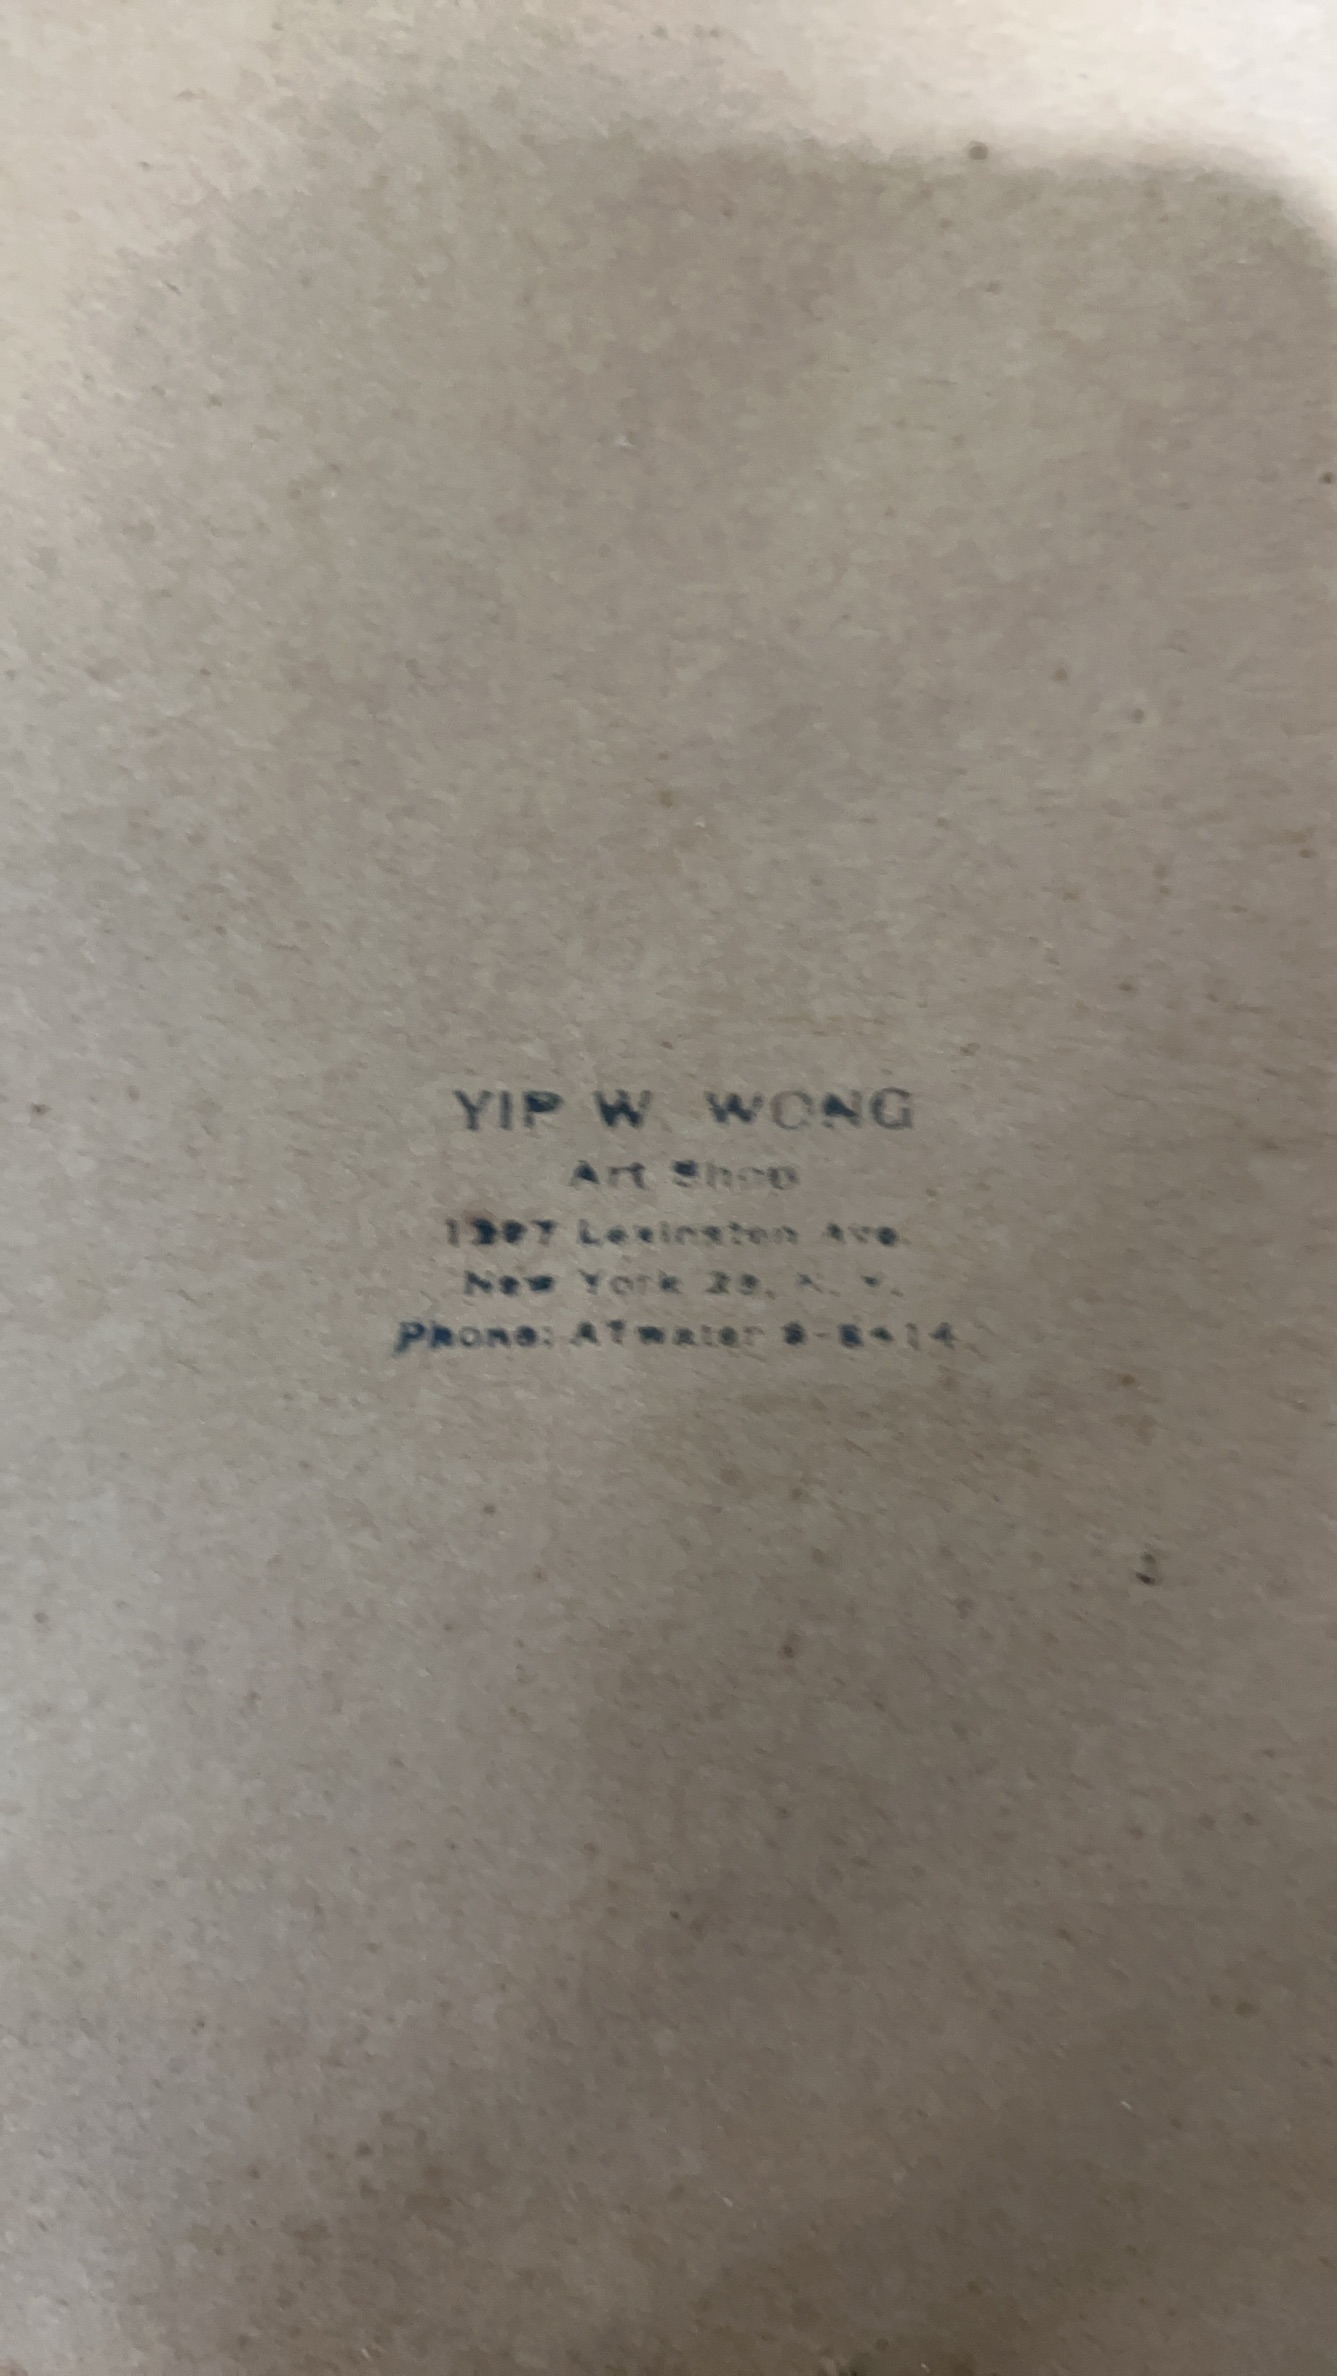 YIP W. WONG
Art Shop
Lexington Ave.
New York 28, N. Y.
Phone: ATwater